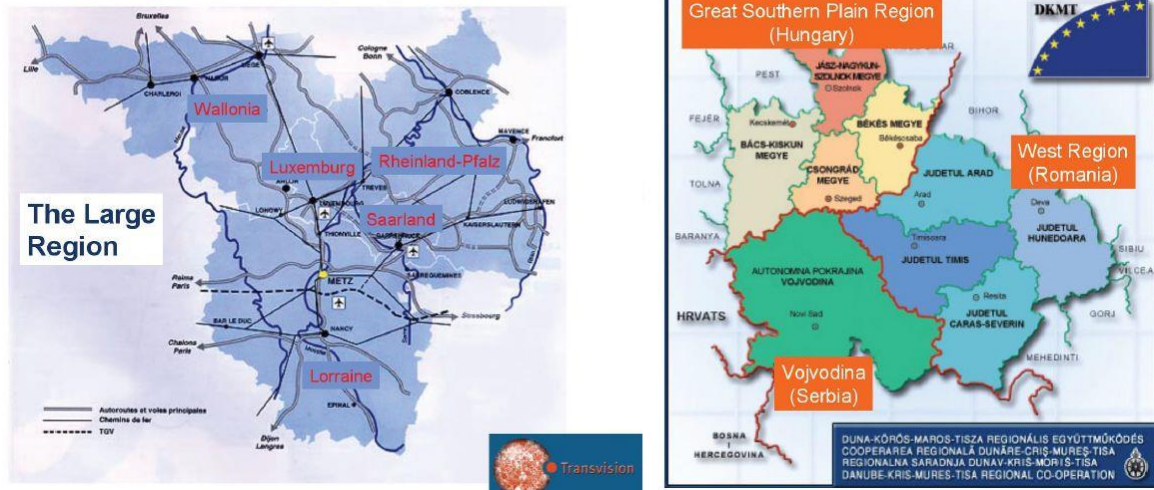 Bruxelles
Lille
CHARLEROI
NAMUR
LIEGE
Wallonia
Cologne
Bonn
COBLENCE
MAYENCE
Francfort
Luxemburg
Rheinland-Pfalz
ARLON
TREVES
LUXEMBOURG
LONGWY
Saarland
LUDWIGSHAFEN
KAISERSLAUTERN
The Large
Region
THIONVILLE
SARREBRUCK
SARREGUEMINES
METZ
Reims
Paris
Strasbourg
BAR LE DUC
NANCY
Chalons
Paris
Moselle
Lorraine
EPINAL
Dijon
Langres
Autoroutes et voies principales
Chemins de fer
TGV
Transvision
Great Southern Plain Region
(Hungary)
DKMT
PEST
JÁSZ-NAGYKUN-
SZOLNOK MEGYE
Szolnok
FEJÉR
Kecskemét
BÉKÉS MEGYE
Békéscsaba
BIHOR
BÁCS-KISKUN
MEGYE
CSONGRÁD
MEGYE
Szeged
West Region
(Romania)
JUDETUL ARAD
Arad
TOLNA
Deva
JUDETUL
HUNEDOARA
BARANYA
Timisoara
JUDETUL TIMIS
SIBIU
VILCEA
AUTONOMNA POKRAJINA
VOJVODINA
Resita
GORJ
HRVATS
Novi Sad
JUDETUL
CARAS-SEVERIN
MEHEDINTI
Vojvodina
(Serbia)
BOSNA
I
HERCEGOVINA
DUNA-KÖRÖS-MAROS-TISZA REGIONÁLIS EGYÜTTMŰKÖDÉS
COOPERAREA REGIONALĂ DUNĂRE-CRIŞ-MUREŞ-TISA
REGIONALNA SARADNJA DUNAV-KRIŠ-MORIŠ-TISA
DANUBE-KRIS-MURES-TISA REGIONAL CO-OPERATION